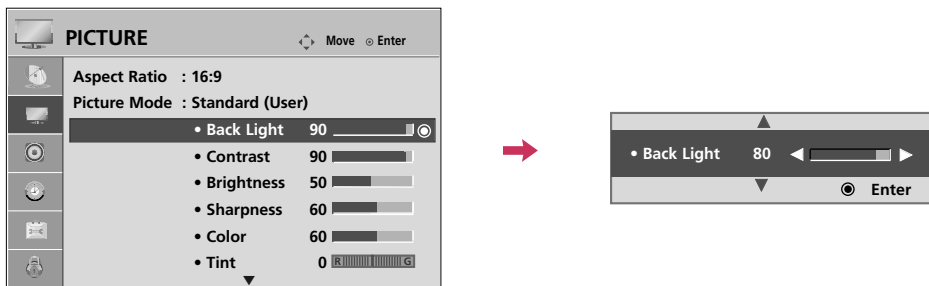 PICTURE
Move Enter
Aspect Ratio : 16:9
Picture Mode : Standard (User)
• Back Light 90
• Contrast 90
• Brightness 50
• Sharpness 60
• Color 60
• Tint 0 R G
• Back Light 80
Enter